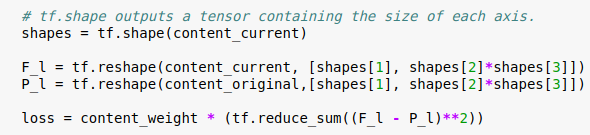 # tf.shape outputs a tensor containing the size of each axis.
shapes = tf.shape(content_current)
F_l = tf.reshape(content_current, [shapes[1], shapes[2]*shapes[3]])
P_l = tf.reshape(content_original,[shapes[1], shapes[2]*shapes[3]])
loss = content_weight * (tf.reduce_sum((F_l - P_l)**2))